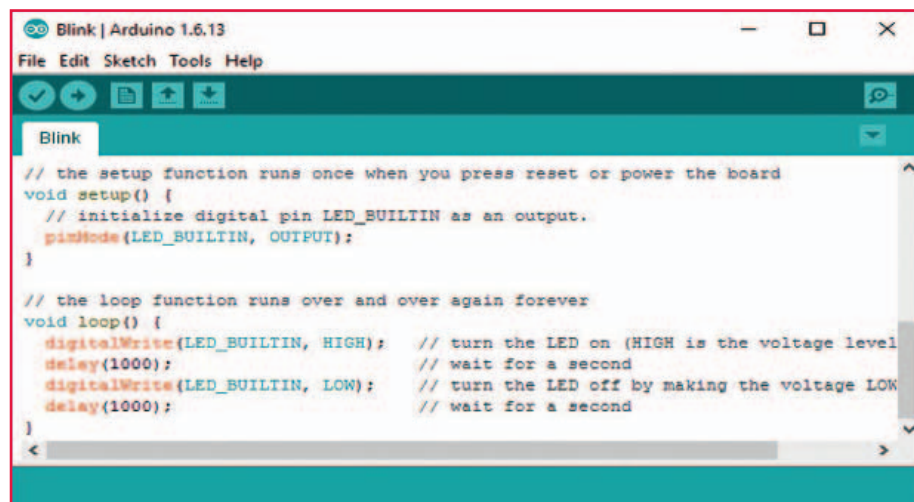 Blink | Arduino 1.6.13
File Edit Sketch Tools Help
Blink
// the setup function runs once when you press reset or power the board
void setup() {
  // initialize digital pin LED_BUILTIN as an output.
  pinMode(LED_BUILTIN, OUTPUT);
}

// the loop function runs over and over again forever
void loop() {
  digitalWrite(LED_BUILTIN, HIGH);   // turn the LED on (HIGH is the voltage level
  delay(1000);                       // wait for a second
  digitalWrite(LED_BUILTIN, LOW);    // turn the LED off by making the voltage LOW
  delay(1000);                       // wait for a second
}